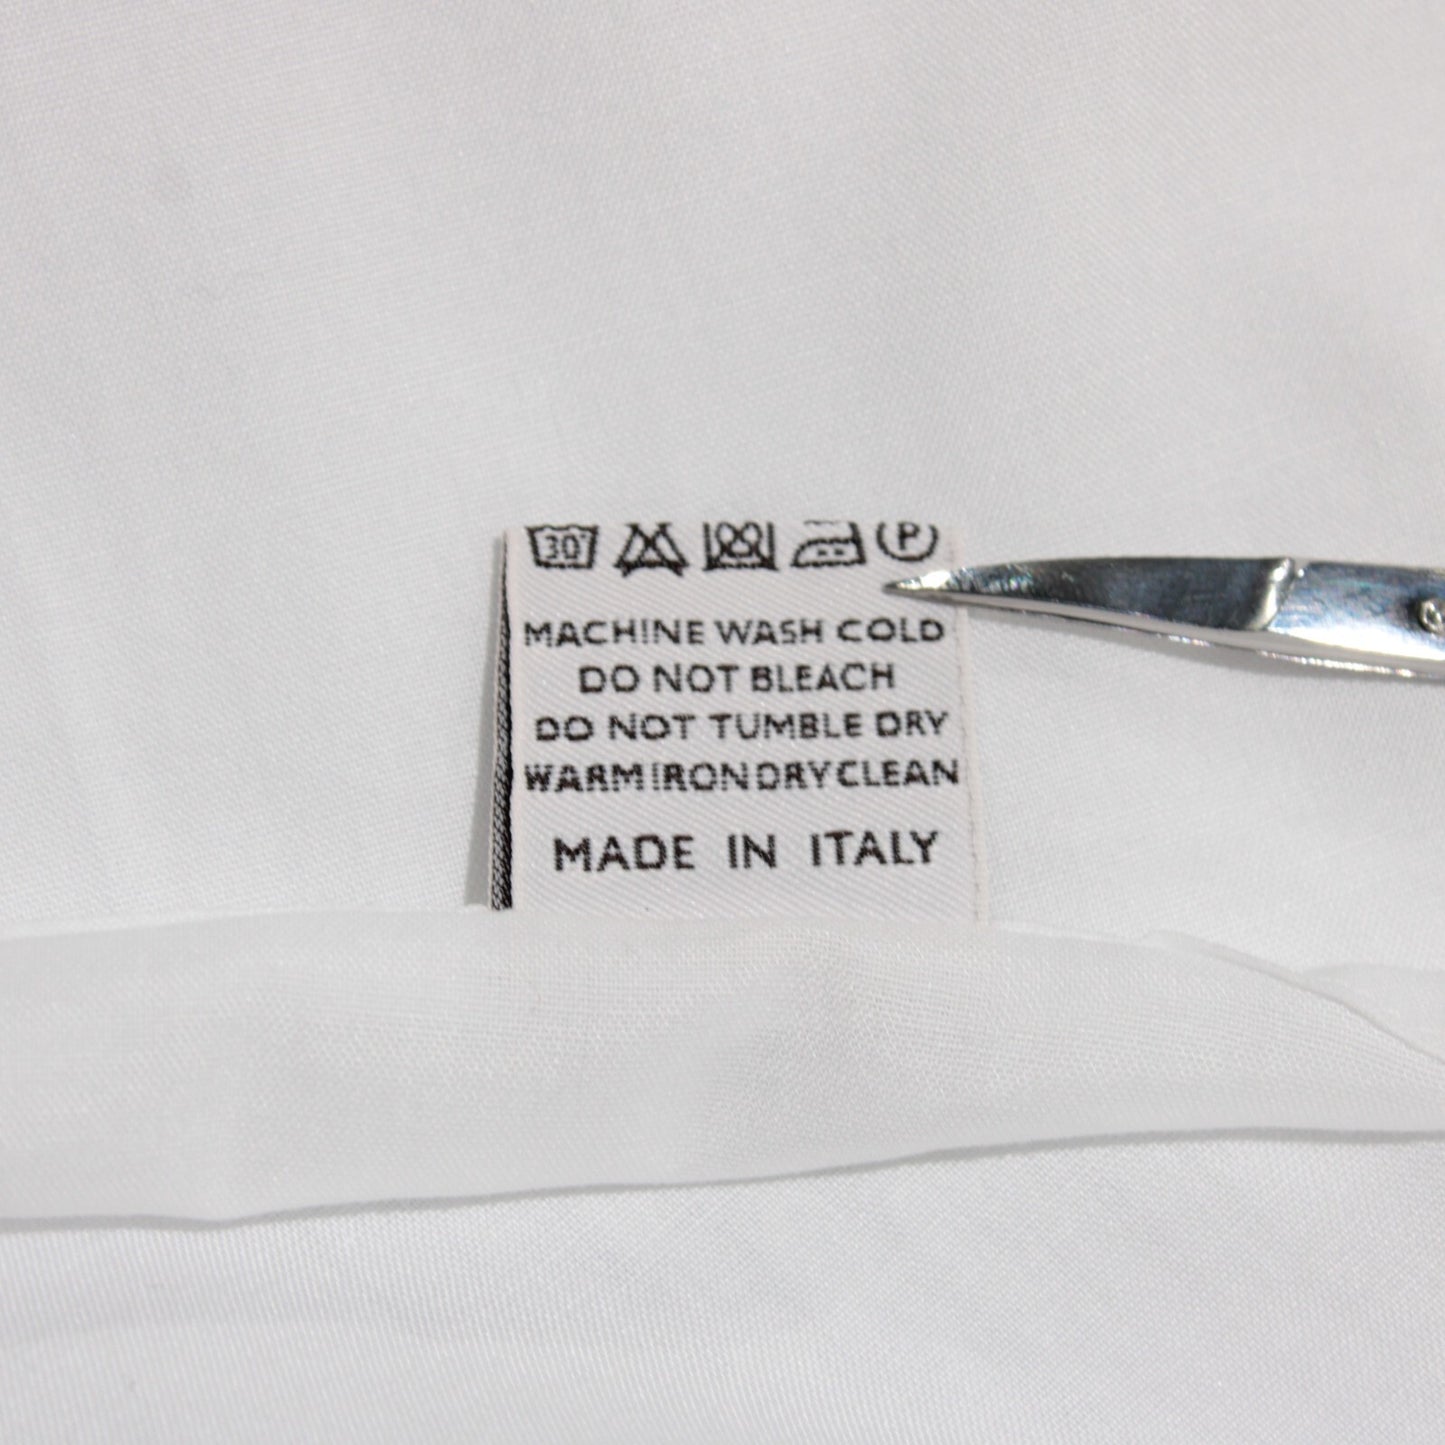 30°
P
MACHINE WASH COLD
DO NOT BLEACH
DO NOT TUMBLE DRY
WARM IRON DRY CLEAN
MADE IN ITALY